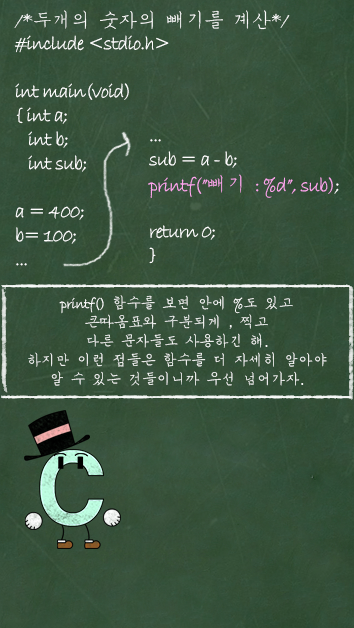 /*두개의 숫자의 빼기를 계산*/
#include <stdio.h>
int main(void)
{ int a;
int b;
int sub;
a = 400;
b= 100;
...
...
sub = a - b;
printf("빼기 : %d", sub);
return 0;
}
printf() 함수를 보면 안에 %도 있고
큰따옴표와 구분되게 , 찍고
다른 문자들도 사용하긴 해.
하지만 이런 점들은 함수를 더 자세히 알아야
알 수 있는 것들이니까 우선 넘어가자.
C